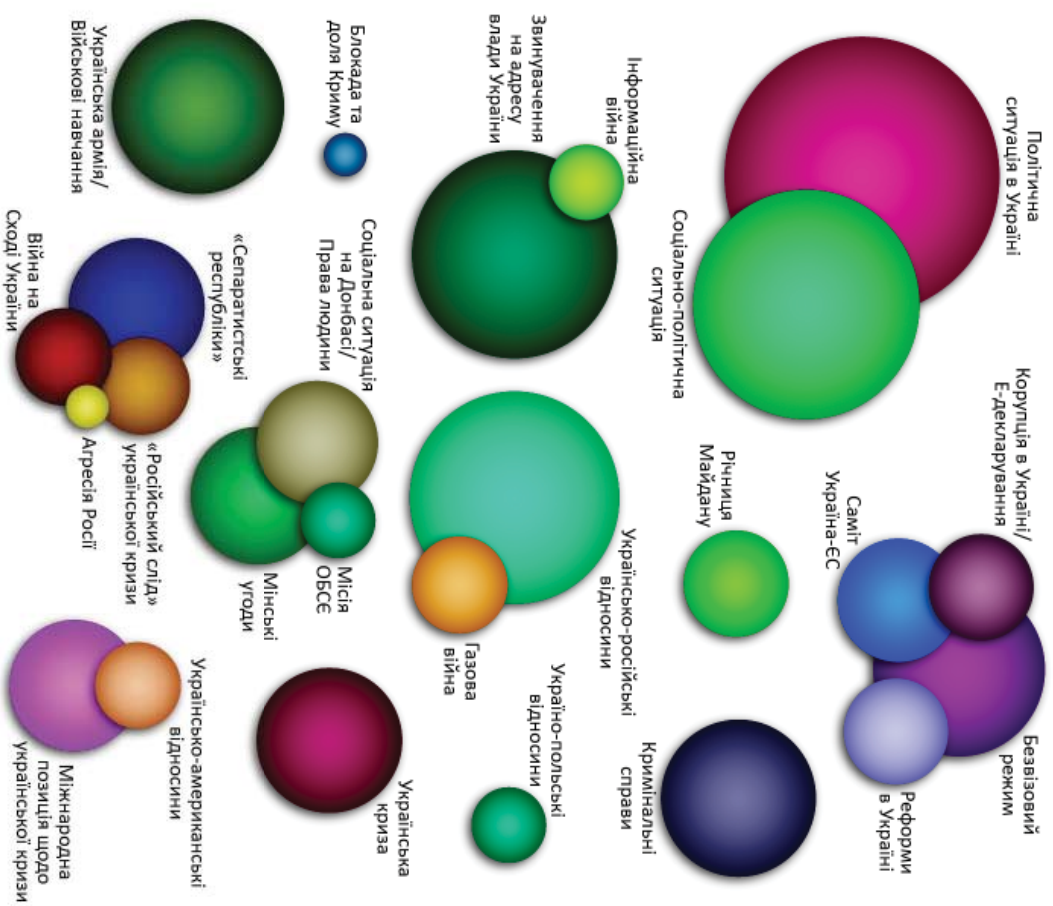 Політична
ситуація в Україні
Корупція в Україні/
Е-декларування
Безвізовий
режим
Саміт
Україна-ЄС
Реформи
в Україні
Соціально-політична
ситуація
Річниця
Майдану
Кримінальні
справи
Інформаційна
війна
Звинувачення
на адресу
влади України
Українсько-російські
відносини
Газова
війна
Україно-польські
відносини
Блокада та
доля Криму
Соціальна ситуація
на Донбасі/
Права людини
Місія
ОБСЄ
Мінські
угоди
Українська
криза
Українська армія/
Військові навчання
«Сепаратистські
республіки»
Війна на
Сході України
«Російський слід»
української кризи
Агресія Росії
Українсько-американські
відносини
Міжнародна
позиція щодо
української кризи